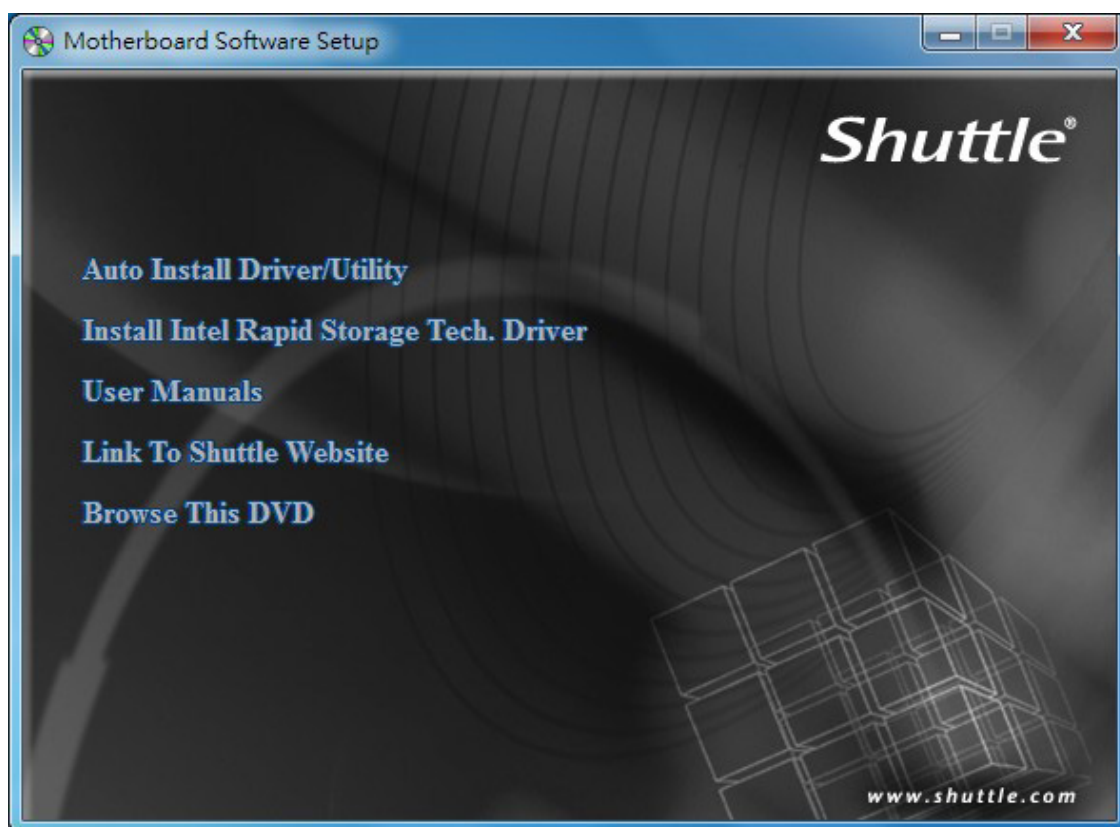 Motherboard Software Setup
Shuttle®
Auto Install Driver/Utility
Install Intel Rapid Storage Tech. Driver
User Manuals
Link To Shuttle Website
Browse This DVD
www.shuttle.com